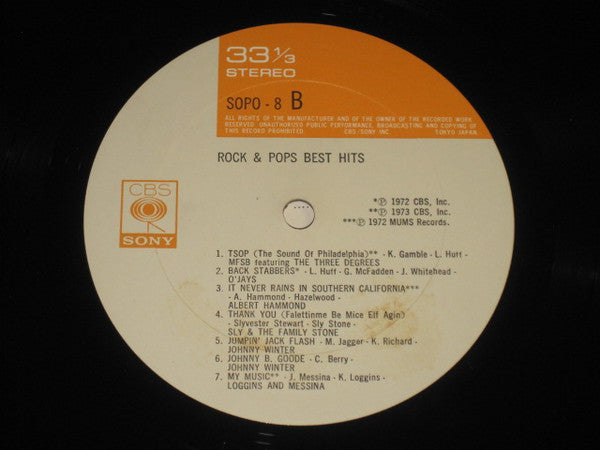 33 1/3
STEREO
SOPO - 8 B
ALL RIGHTS OF THE MANUFACTURER AND OF THE OWNER OF THE RECORDED WORK
RESERVED UNAUTHORIZED PUBLIC PERFORMANCE, BROADCASTING AND COPYING OF
THIS RECORD PROHIBITED CBS/SONY INC. TOKYO JAPAN
ROCK & POPS BEST HITS
CBS
SONY
*Ⓟ 1972 CBS, Inc.
**Ⓟ 1973 CBS, Inc.
***Ⓟ 1972 MUMS Records.
1. TSOP (The Sound Of Philadelphia)** - K. Gamble - L. Huff -
MFSB featuring THE THREE DEGREES
2. BACK STABBERS* - L. Huff - G. McFadden - J. Whitehead -
O'JAYS
3. IT NEVER RAINS IN SOUTHERN CALIFORNIA***
- A. Hammond - Hazelwood -
ALBERT HAMMOND
4. THANK YOU (Falettinme Be Mice Elf Agin)
- Slyvester Stewart - Sly Stone -
SLY & THE FAMILY STONE
5. JUMPIN' JACK FLASH - M. Jagger - K. Richard -
JOHNNY WINTER
6. JOHNNY B. GOODE - C. Berry -
JOHNNY WINTER
7. MY MUSIC** - J. Messina - K. Loggins -
LOGGINS AND MESSINA